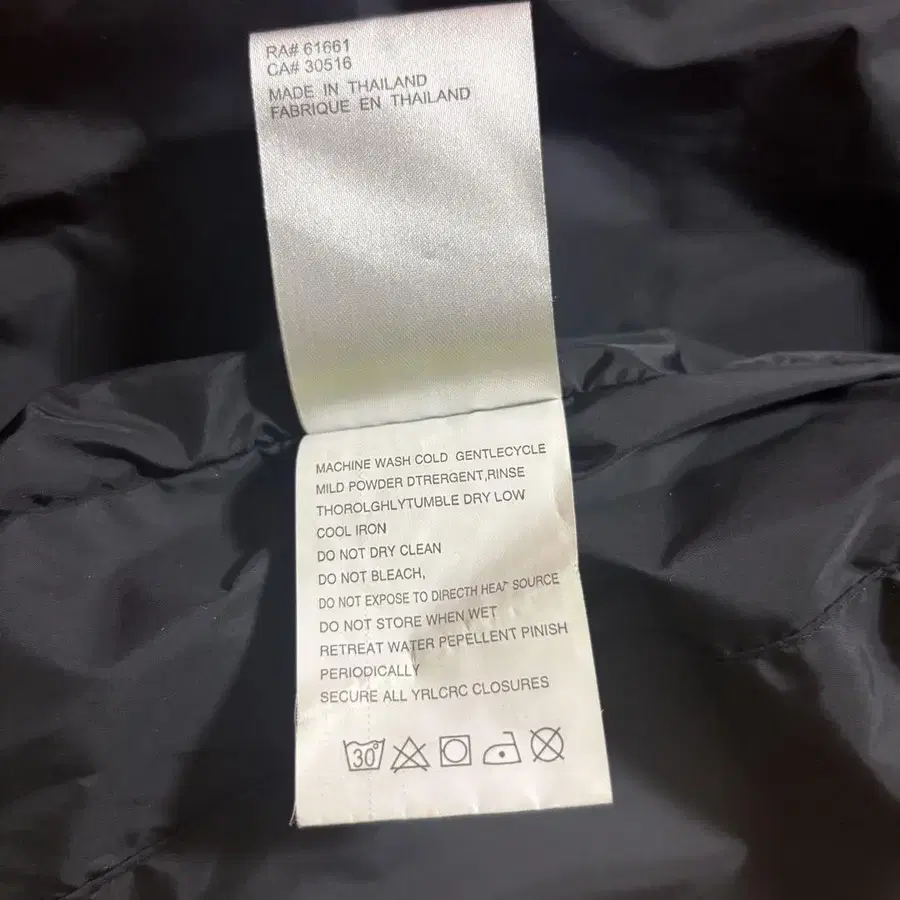 RA# 61661
CA# 30516
MADE IN THAILAND
FABRIQUE EN THAILAND
MACHINE WASH COLD GENTLECYCLE
MILD POWDER DTRERGENT,RINSE
THOROLGHLYTUMBLE DRY LOW
COOL IRON
DO NOT DRY CLEAN
DO NOT BLEACH,
DO NOT EXPOSE TO DIRECTH HEAT SOURCE
DO NOT STORE WHEN WET
RETREAT WATER PEPELLENT PINISH
PERIODICALLY
SECURE ALL YRLCRC CLOSURES
30°